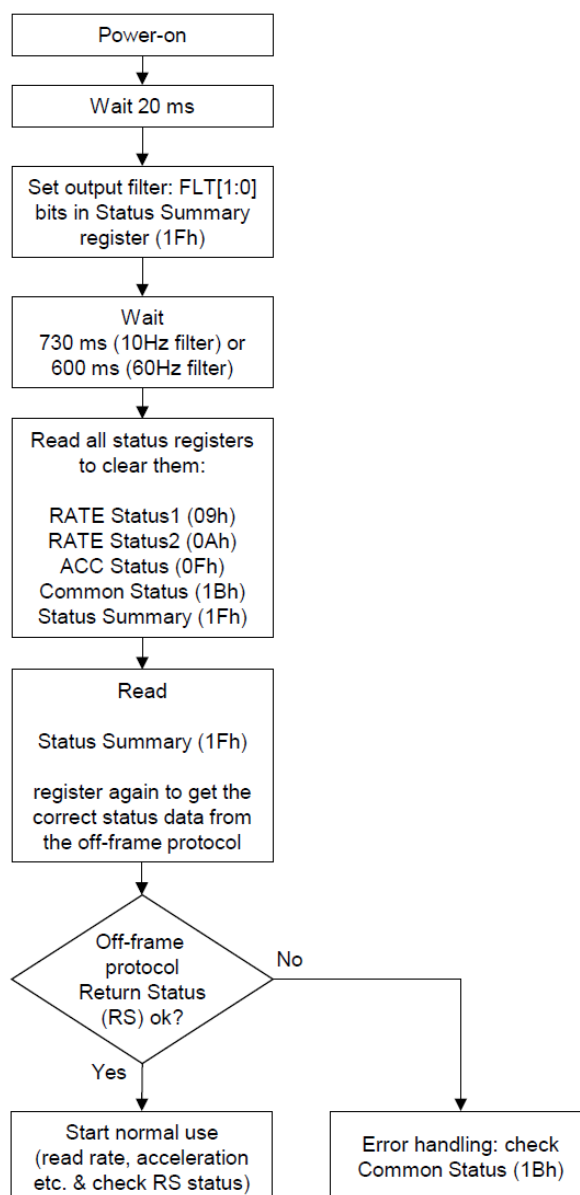 Power-on
Wait 20 ms
Set output filter: FLT[1:0]
bits in Status Summary
register (1Fh)
Wait
730 ms (10Hz filter) or
600 ms (60Hz filter)
Read all status registers
to clear them:
RATE Status1 (09h)
RATE Status2 (0Ah)
ACC Status (0Fh)
Common Status (1Bh)
Status Summary (1Fh)
Read
Status Summary (1Fh)
register again to get the
correct status data from
the off-frame protocol
Off-frame
protocol
Return Status
(RS) ok?
No
Yes
Start normal use
(read rate, acceleration
etc. & check RS status)
Error handling: check
Common Status (1Bh)